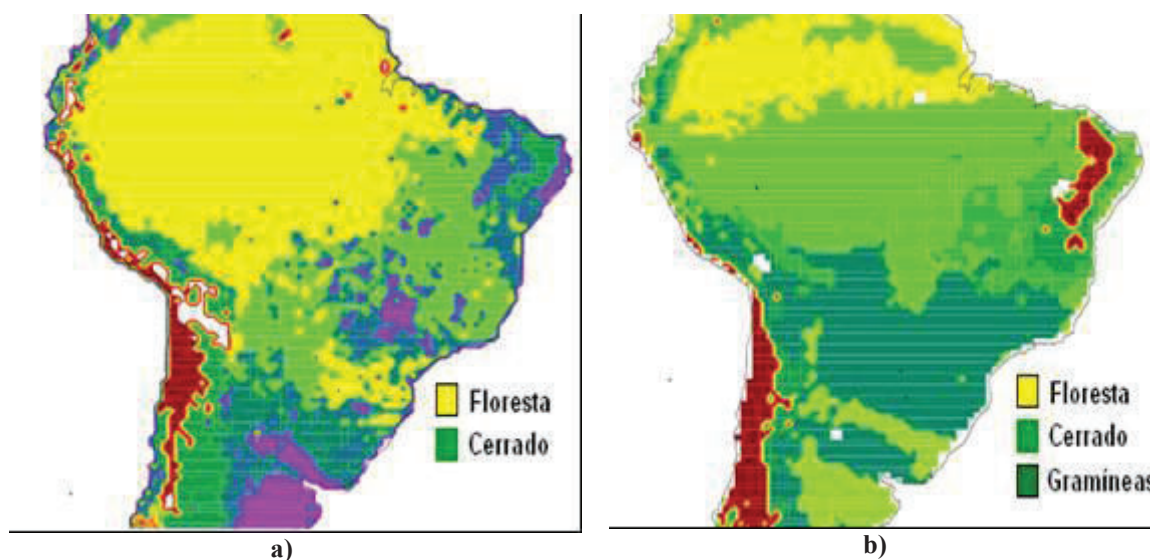 Floresta
Cerrado
a)
Floresta
Cerrado
Gramíneas
b)